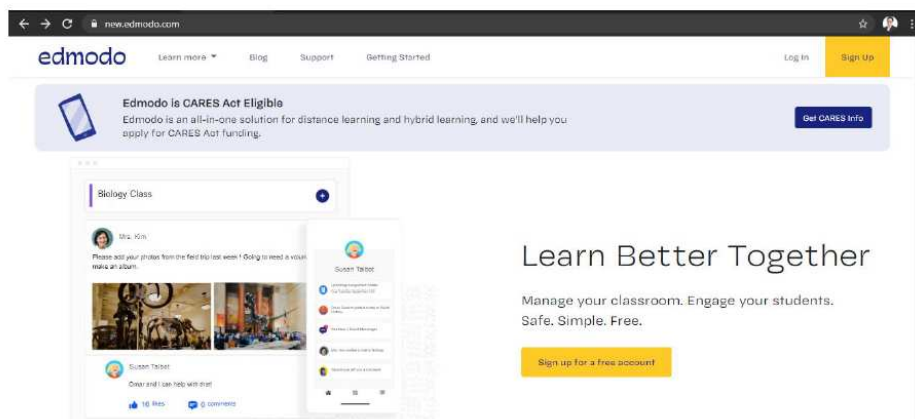 new.edmodo.com
edmodo Learn more Blog Support Getting Started Log In Sign Up
Edmodo is CARES Act Eligible
Edmodo is an all-in-one solution for distance learning and hybrid learning, and we'll help you
apply for CARES Act funding.
Get CARES Info
Biology Class
Mrs. Kim
Please add your photos from the field trip last week ! Going to need a
make an album.
Susan Talbot
Omar and I can help with that!
16 likes 0 comments
Susan Talbot
Learn Better Together
Manage your classroom. Engage your students.
Safe. Simple. Free.
Sign up for a free account